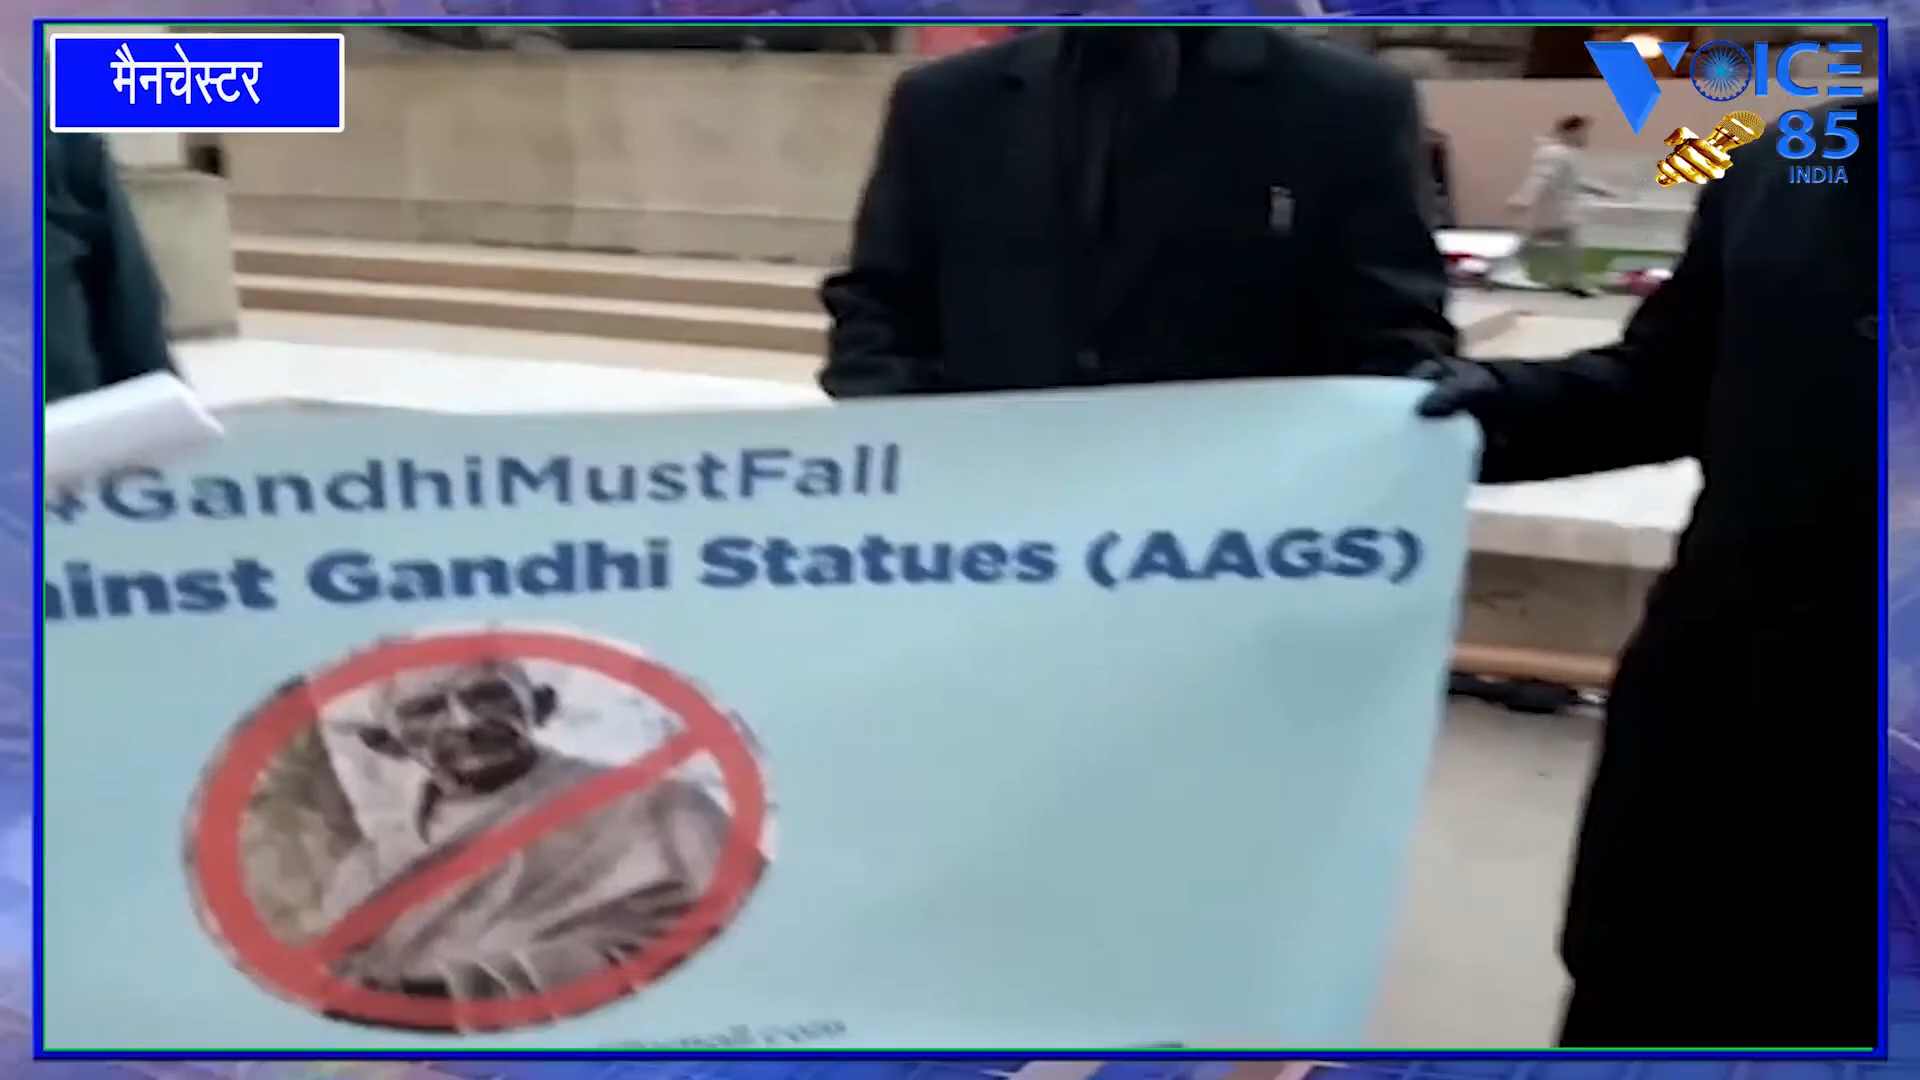 मैनचेस्टर
VOICE
85
INDIA
#GandhiMustFall
ainst Gandhi Statues (AAGS)